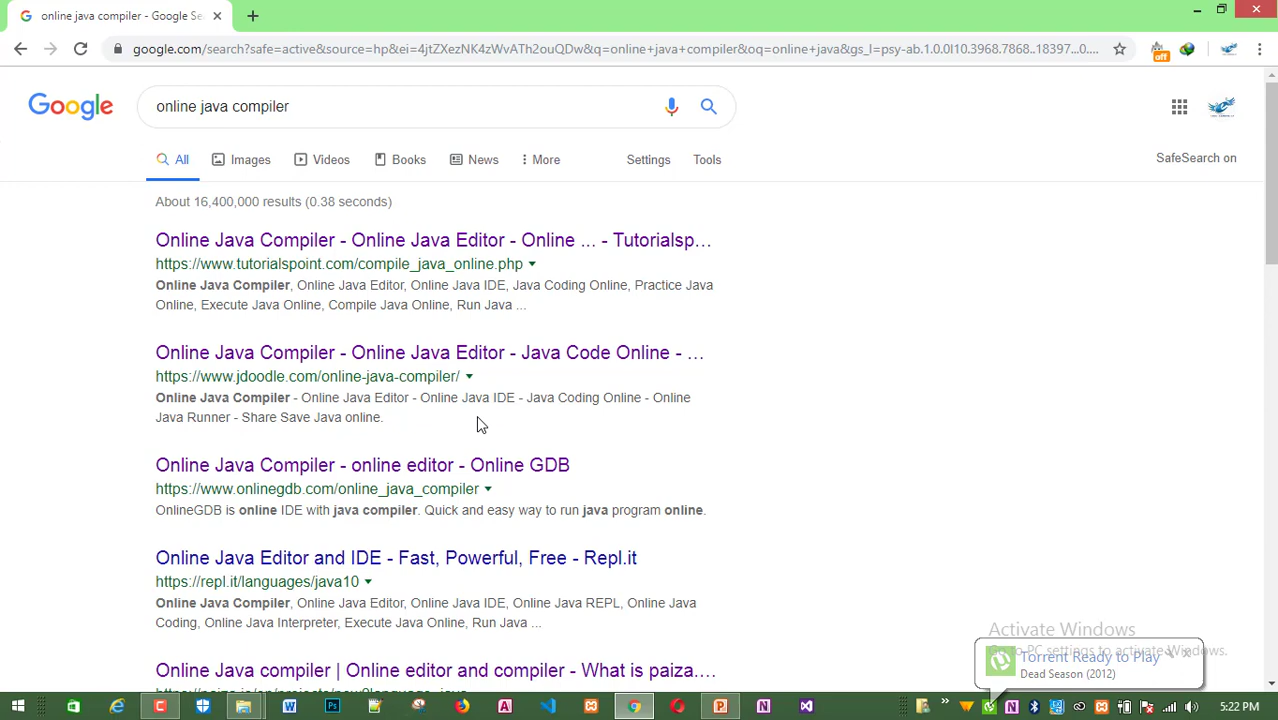 online java compiler - Google Se
google.com/search?safe=active&source=hp&ei=4jtZXezNK4zWvATh2ouQDw&q=online+java+compiler&oq=online+java&gs_l=psy-ab.1.0.0l10.3968.7868..18397...0....
off
Google
online java compiler
All Images Videos Books News More Settings Tools
SafeSearch on
About 16,400,000 results (0.38 seconds)
Online Java Compiler - Online Java Editor - Online ... - Tutorialsp...
https://www.tutorialspoint.com/compile_java_online.php
Online Java Compiler, Online Java Editor, Online Java IDE, Java Coding Online, Practice Java
Online, Execute Java Online, Compile Java Online, Run Java ...
Online Java Compiler - Online Java Editor - Java Code Online - ...
https://www.jdoodle.com/online-java-compiler/
Online Java Compiler - Online Java Editor - Online Java IDE - Java Coding Online - Online
Java Runner - Share Save Java online.
Online Java Compiler - online editor - Online GDB
https://www.onlinegdb.com/online_java_compiler
OnlineGDB is online IDE with java compiler. Quick and easy way to run java program online.
Online Java Editor and IDE - Fast, Powerful, Free - Repl.it
https://repl.it/languages/java10
Online Java Compiler, Online Java Editor, Online Java IDE, Online Java REPL, Online Java
Coding, Online Java Interpreter, Execute Java Online, Run Java ...
Online Java compiler | Online editor and compiler - What is paiza....
Activate Windows
Go to PC settings to activate Windows.
Torrent Ready to Play
Dead Season (2012)
5:22 PM